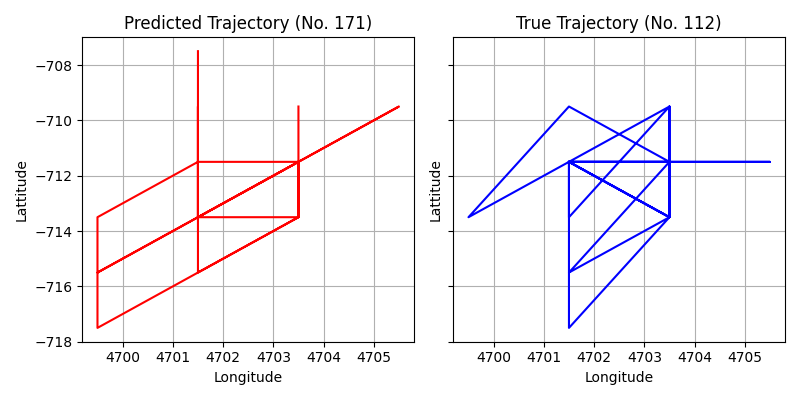 Predicted Trajectory (No. 171)
True Trajectory (No. 112)
−708
−710
−712
−714
−716
−718
Lattitude
Lattitude
4700 4701 4702 4703 4704 4705
4700 4701 4702 4703 4704 4705
Longitude
Longitude